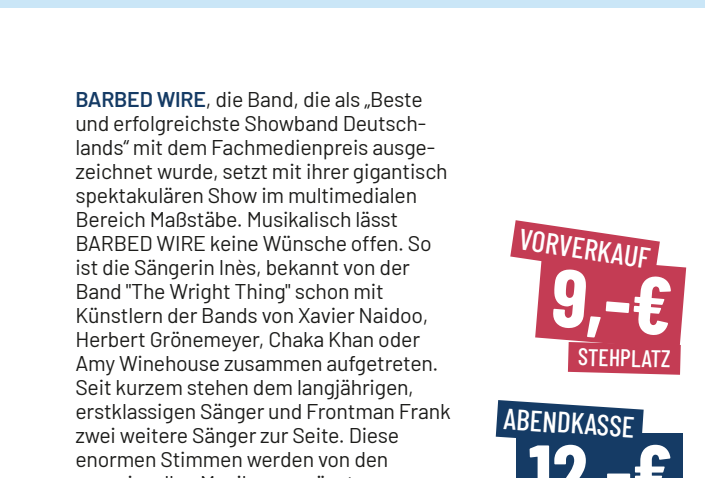 BARBED WIRE, die Band, die als „Beste
und erfolgreichste Showband Deutsch-
lands“ mit dem Fachmedienpreis ausge-
zeichnet wurde, setzt mit ihrer gigantisch
spektakulären Show im multimedialen
Bereich Maßstäbe. Musikalisch lässt
BARBED WIRE keine Wünsche offen. So
ist die Sängerin Inès, bekannt von der
Band "The Wright Thing" schon mit
Künstlern der Bands von Xavier Naidoo,
Herbert Grönemeyer, Chaka Khan oder
Amy Winehouse zusammen aufgetreten.
Seit kurzem stehen dem langjährigen,
erstklassigen Sänger und Frontman Frank
zwei weitere Sänger zur Seite. Diese
enormen Stimmen werden von den
VORVERKAUF
9,-€
STEHPLATZ
ABENDKASSE
12,-€